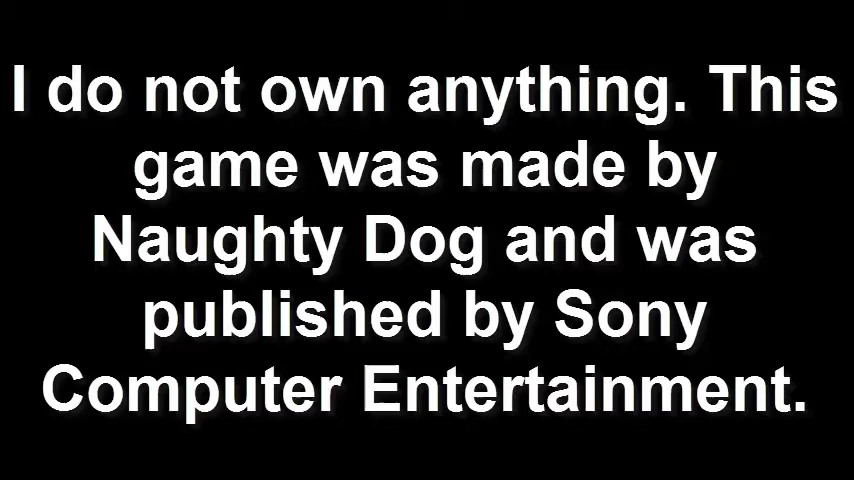 I do not own anything. This
game was made by
Naughty Dog and was
published by Sony
Computer Entertainment.